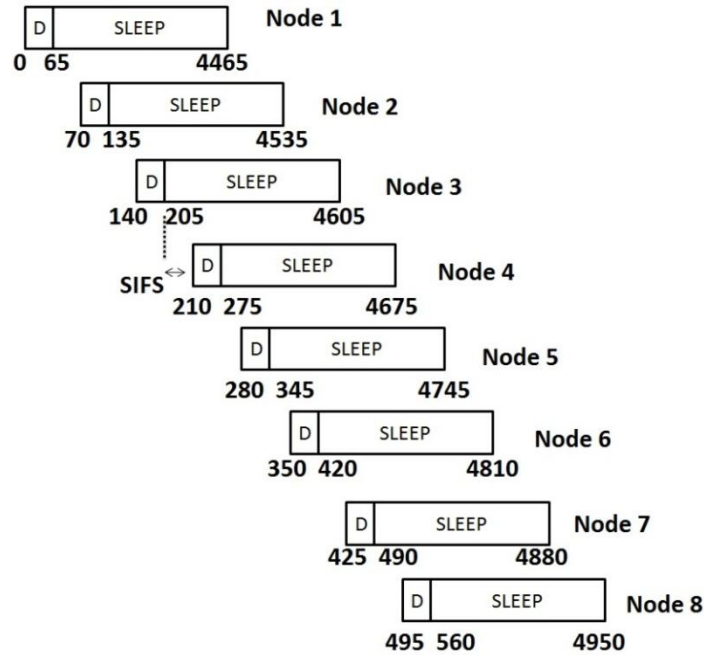 D SLEEP Node 1
0 65 4465
D SLEEP Node 2
70 135 4535
D SLEEP Node 3
140 205 4605
D SLEEP Node 4
SIFS
210 275 4675
D SLEEP Node 5
280 345 4745
D SLEEP Node 6
350 420 4810
D SLEEP Node 7
425 490 4880
D SLEEP Node 8
495 560 4950